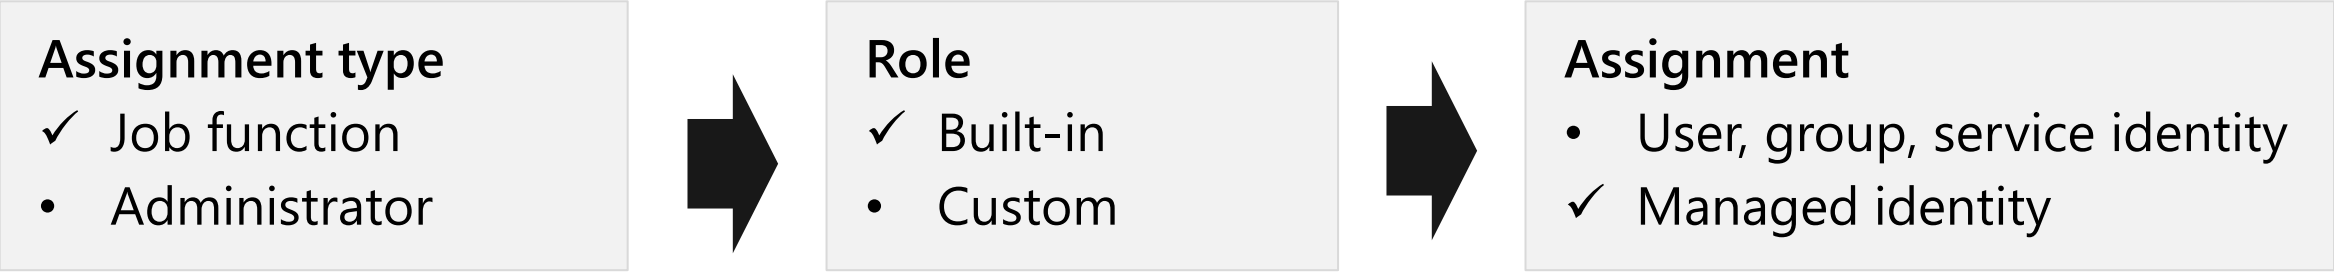 Assignment type
✓ Job function
• Administrator
Role
✓ Built-in
• Custom
Assignment
• User, group, service identity
✓ Managed identity